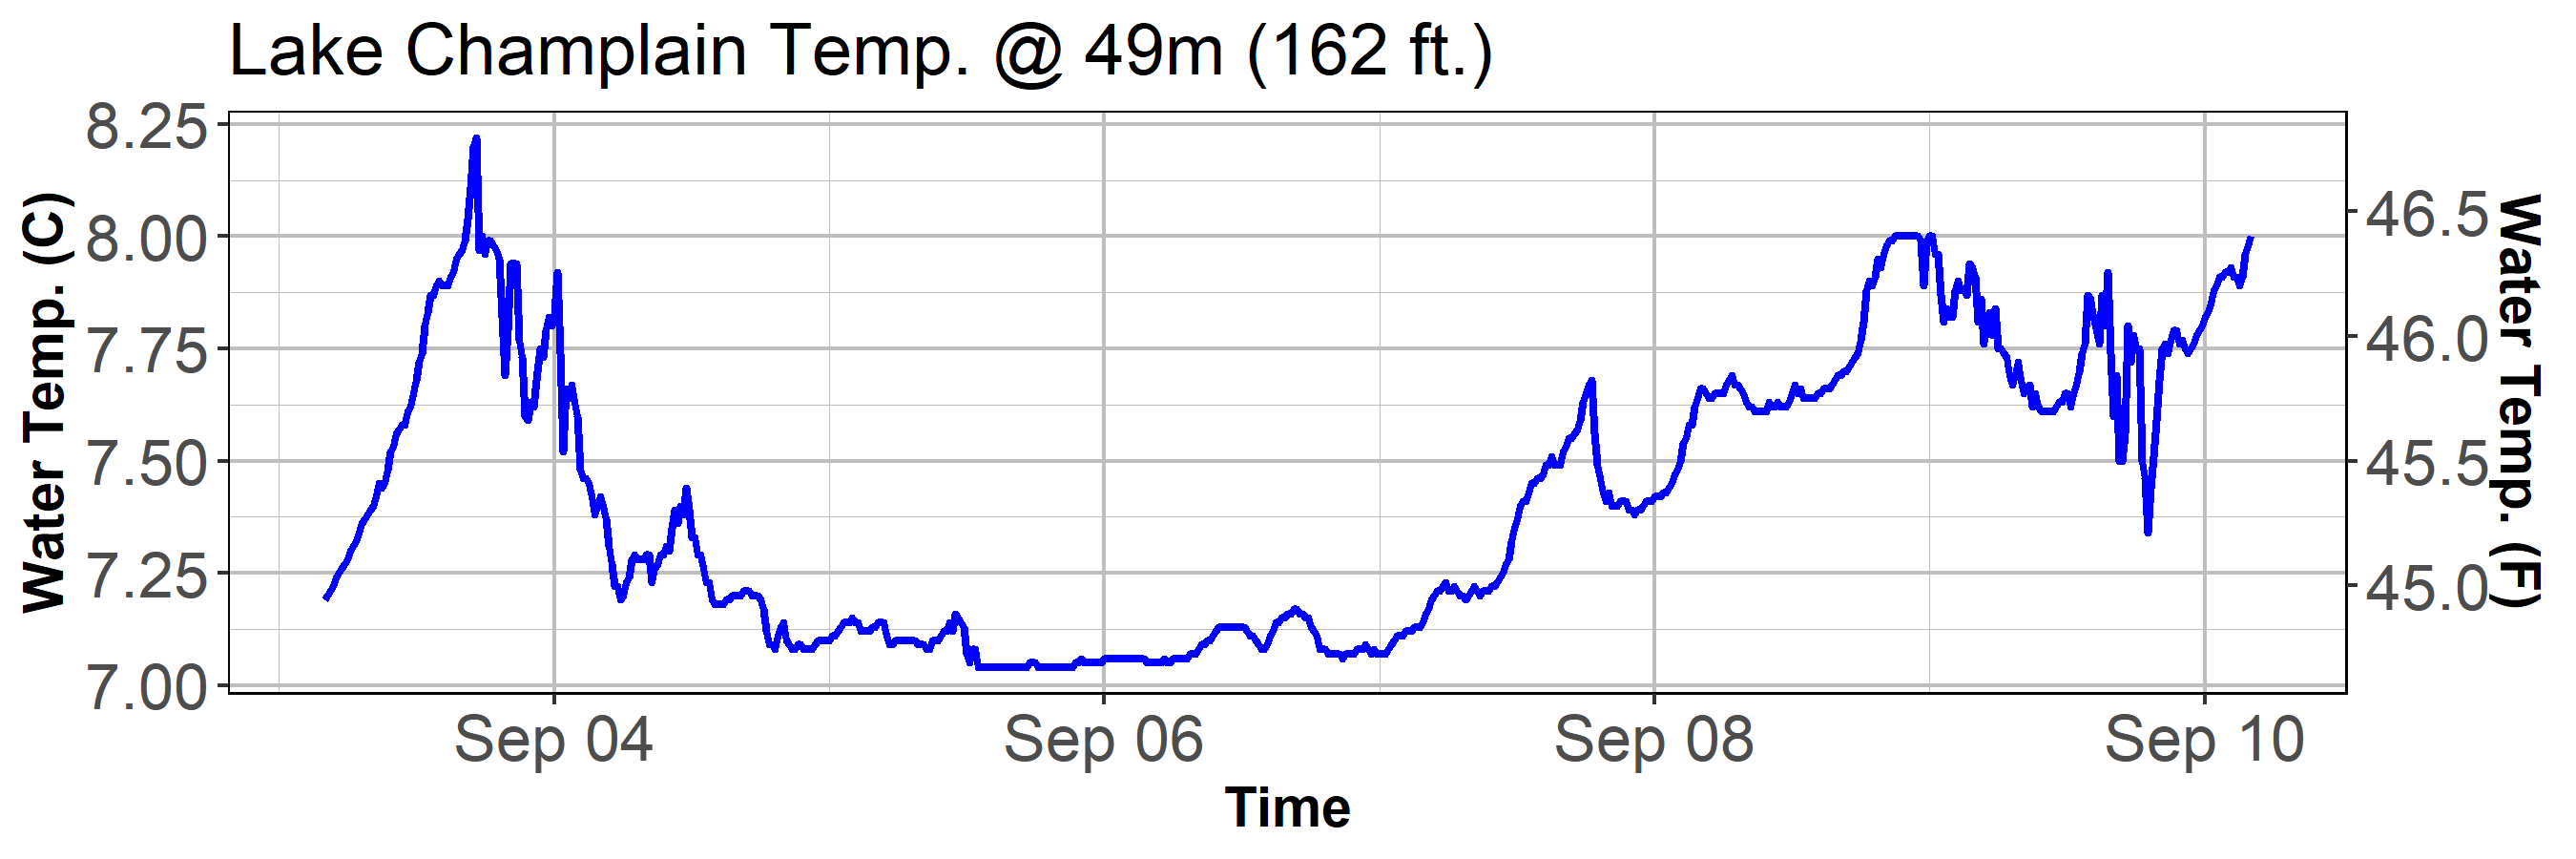 Lake Champlain Temp. @ 49m (162 ft.)
Water Temp. (C)
8.25
8.00
7.75
7.50
7.25
7.00
46.5
46.0
45.5
45.0
Water Temp. (F)
Sep 04
Sep 06
Sep 08
Sep 10
Time